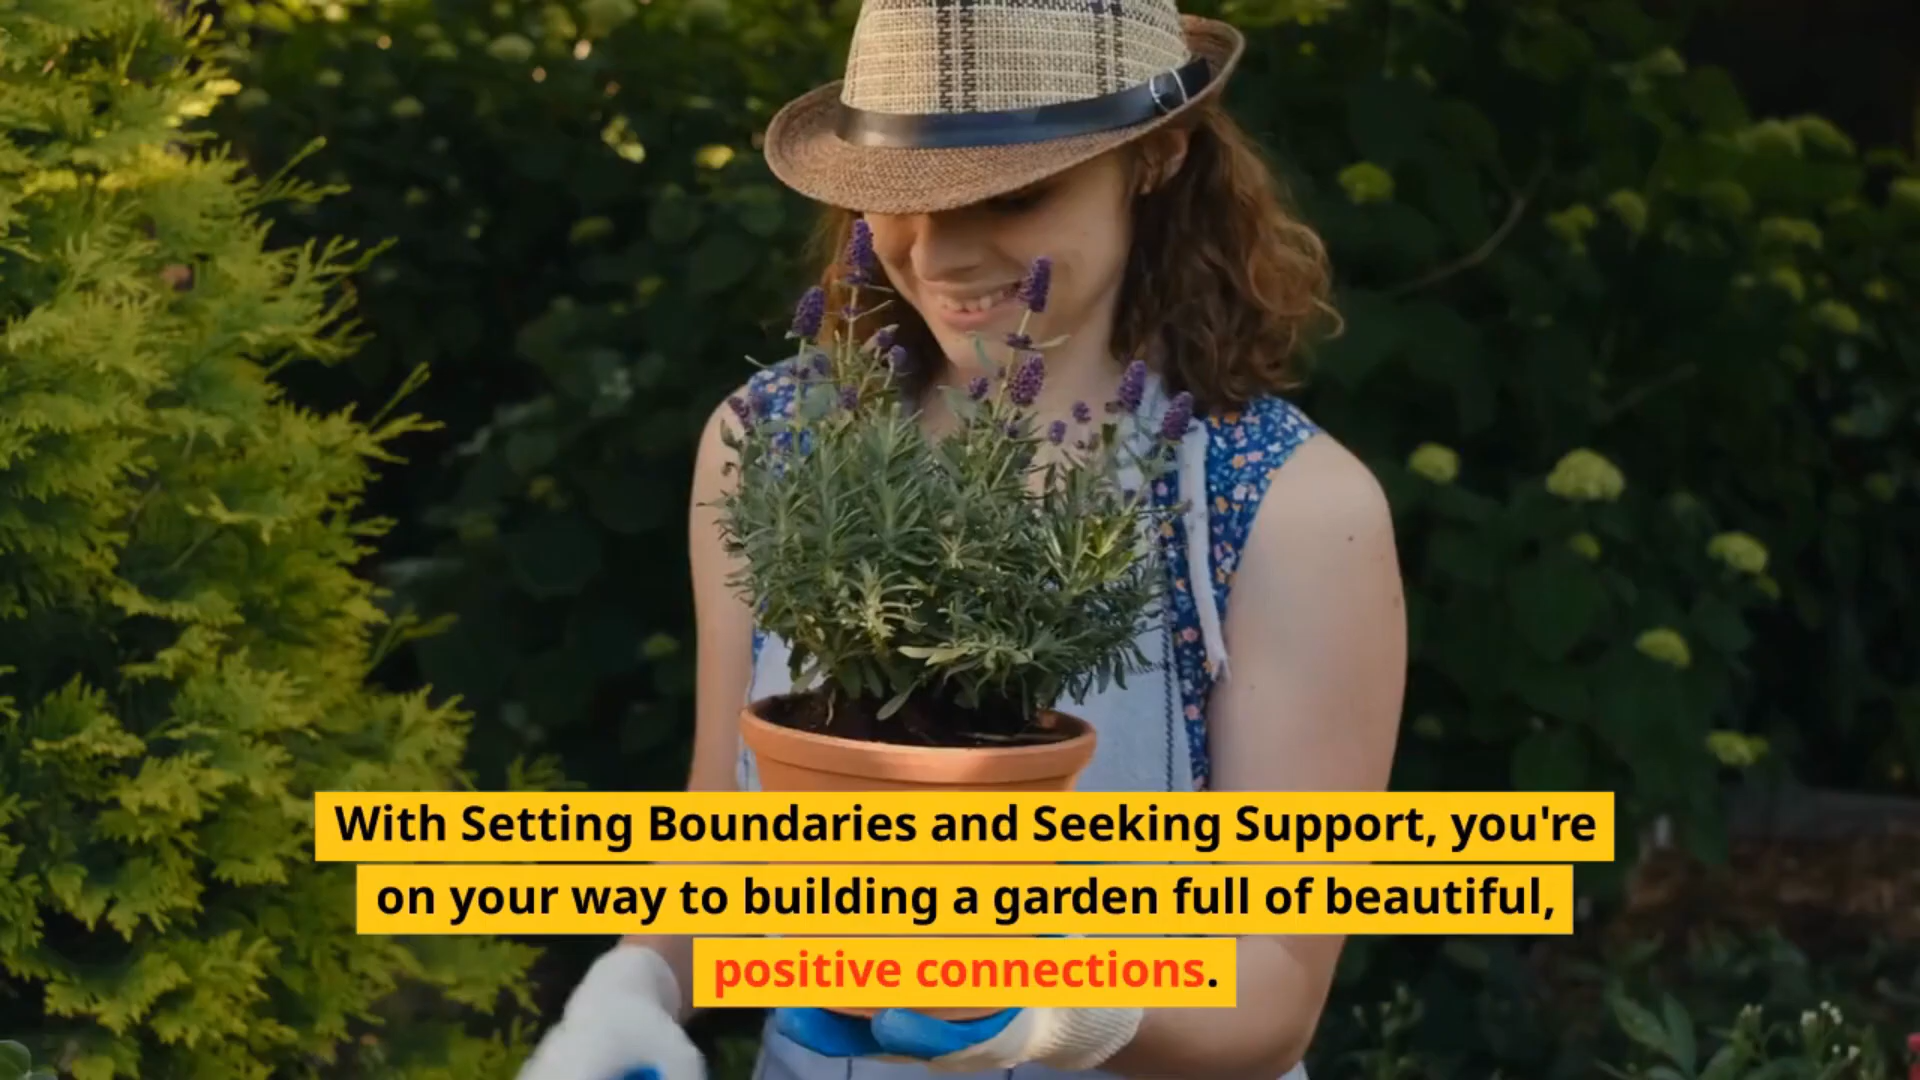 With Setting Boundaries and Seeking Support, you're
on your way to building a garden full of beautiful,
positive connections.